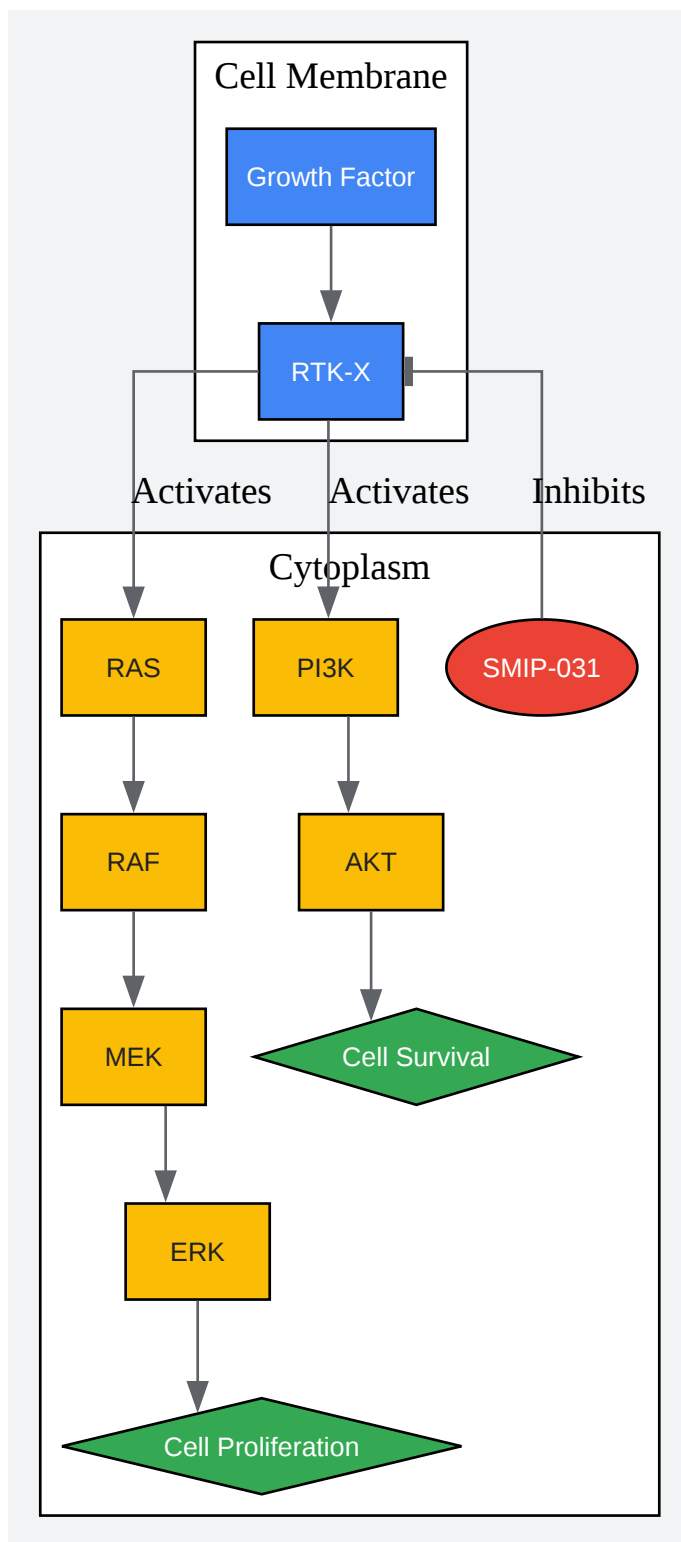 Cell Membrane
Growth Factor
RTK-X
Activates
Activates
Inhibits
Cytoplasm
RAS
PI3K
SMIP-031
RAF
AKT
MEK
Cell Survival
ERK
Cell Proliferation